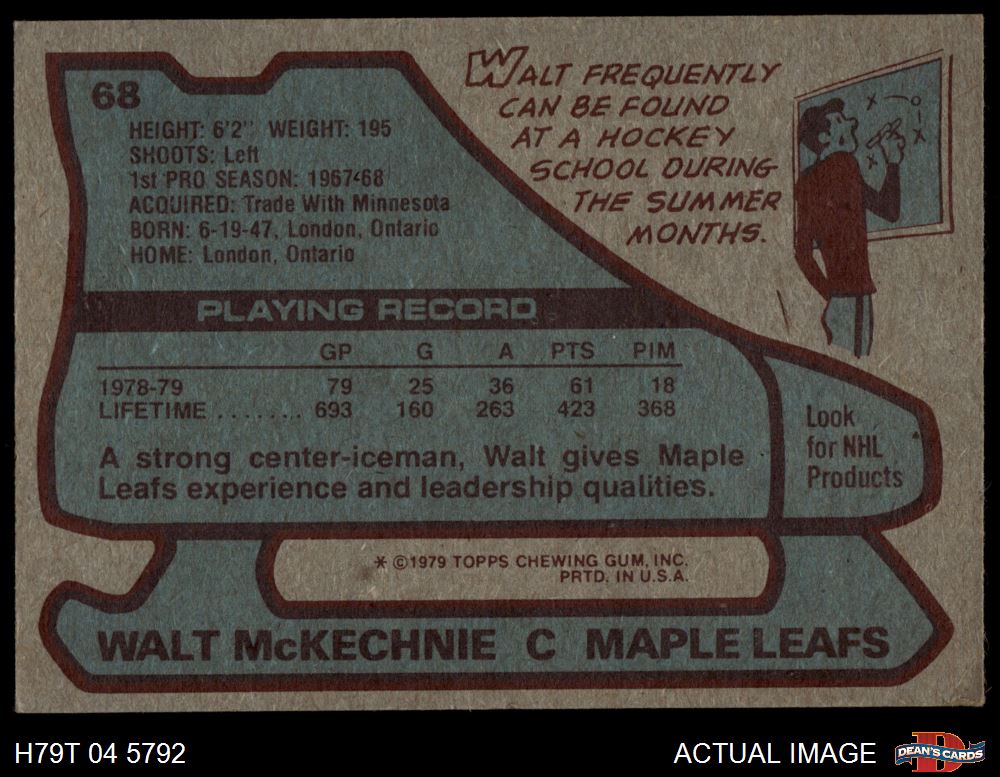 68
HEIGHT: 6'2" WEIGHT: 195
SHOOTS: Left
1st PRO SEASON: 1967-68
ACQUIRED: Trade With Minnesota
BORN: 6-19-47, London, Ontario
HOME: London, Ontario
WALT FREQUENTLY
CAN BE FOUND
AT A HOCKEY
SCHOOL DURING
THE SUMMER
MONTHS.
X O
X
X
PLAYING RECORD
GP G A PTS PIM
1978-79 79 25 36 61 18
LIFETIME ........ 693 160 263 423 368
A strong center-iceman, Walt gives Maple
Leafs experience and leadership qualities.
Look
for NHL
Products
* ©1979 TOPPS CHEWING GUM, INC.
PRTD. IN U.S.A.
WALT McKECHNIE C MAPLE LEAFS
H79T 04 5792
ACTUAL IMAGE
D
DEAN'S CARDS